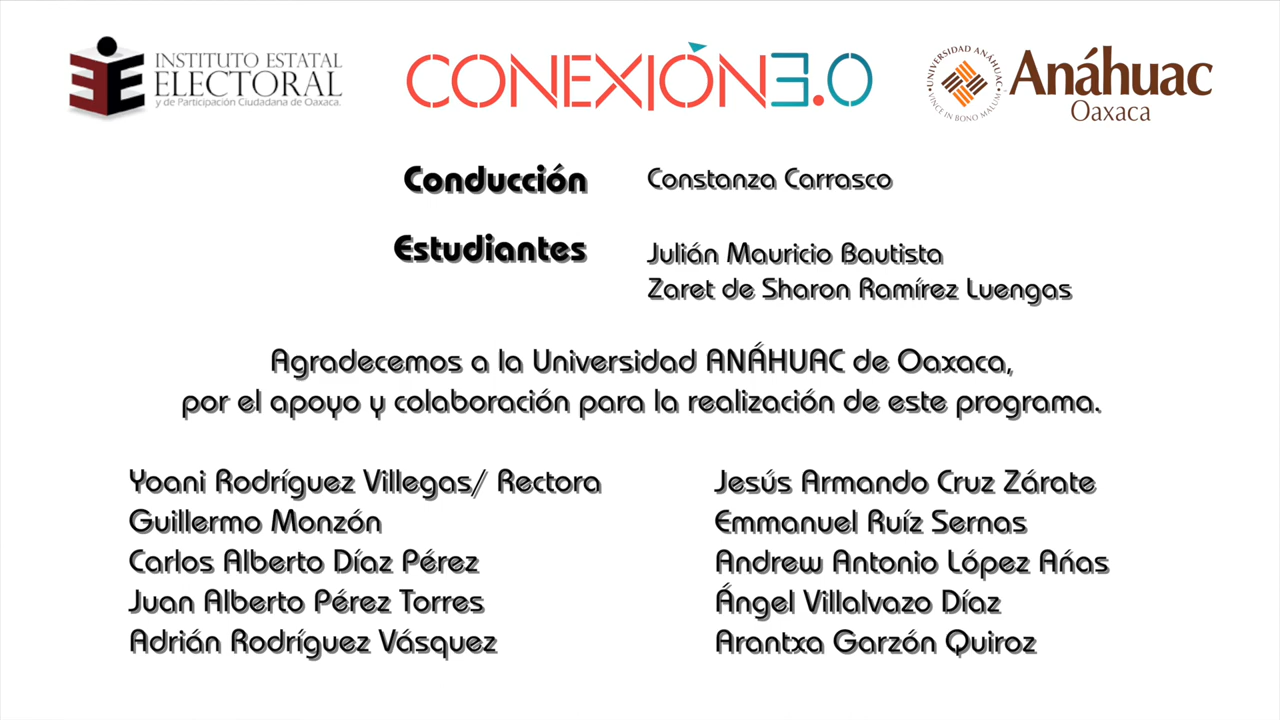 INSTITUTO ESTATAL
ELECTORAL
y de Participación Ciudadana de Oaxaca.
CONEXIÓN3.0
UNIVERSIDAD ANÁHUAC
VINCE IN BONO MALUM
Anáhuac
Oaxaca
Conducción Constanza Carrasco
Estudiantes Julián Mauricio Bautista
Zaret de Sharon Ramírez Luengas
Agradecemos a la Universidad ANÁHUAC de Oaxaca,
por el apoyo y colaboración para la realización de este programa.
Yoani Rodríguez Villegas/ Rectora
Guillermo Monzón
Carlos Alberto Díaz Pérez
Juan Alberto Pérez Torres
Adrián Rodríguez Vásquez
Jesús Armando Cruz Zárate
Emmanuel Ruíz Sernas
Andrew Antonio López Añas
Ángel Villalvazo Díaz
Arantxa Garzón Quiroz